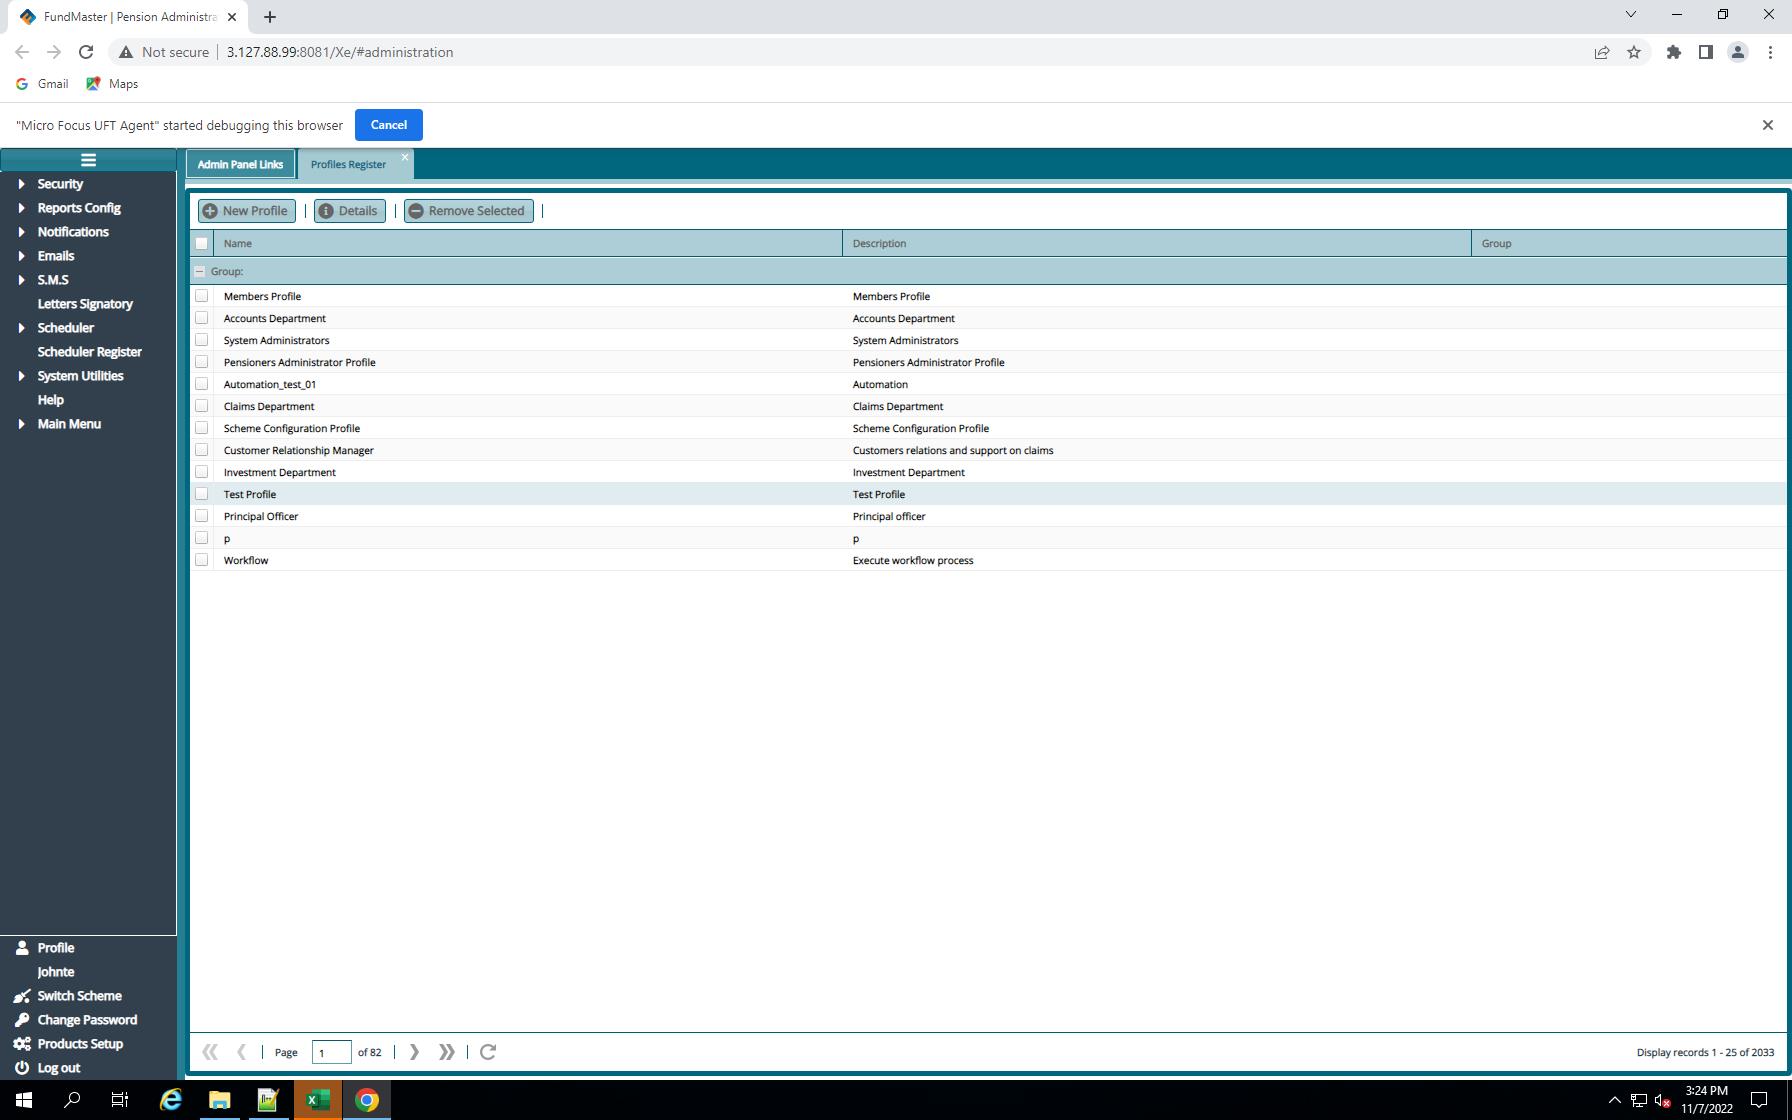 FundMaster | Pension Administra
Not secure
3.127.88.99:8081/Xe/#administration
Gmail
Maps
"Micro Focus UFT Agent" started debugging this browser
Cancel
Admin Panel Links
Profiles Register
Security
Reports Config
Notifications
Emails
S.M.S
Letters Signatory
Scheduler
Scheduler Register
System Utilities
Help
Main Menu
New Profile
Details
Remove Selected
Name Description Group
Group:
Members Profile Members Profile
Accounts Department Accounts Department
System Administrators System Administrators
Pensioners Administrator Profile Pensioners Administrator Profile
Automation_test_01 Automation
Claims Department Claims Department
Scheme Configuration Profile Scheme Configuration Profile
Customer Relationship Manager Customers relations and support on claims
Investment Department Investment Department
Test Profile Test Profile
Principal Officer Principal officer
p p
Workflow Execute workflow process
Profile
Johnte
Switch Scheme
Change Password
Products Setup
Log out
Page 1 of 82
Display records 1 - 25 of 2033
3:24 PM
11/7/2022